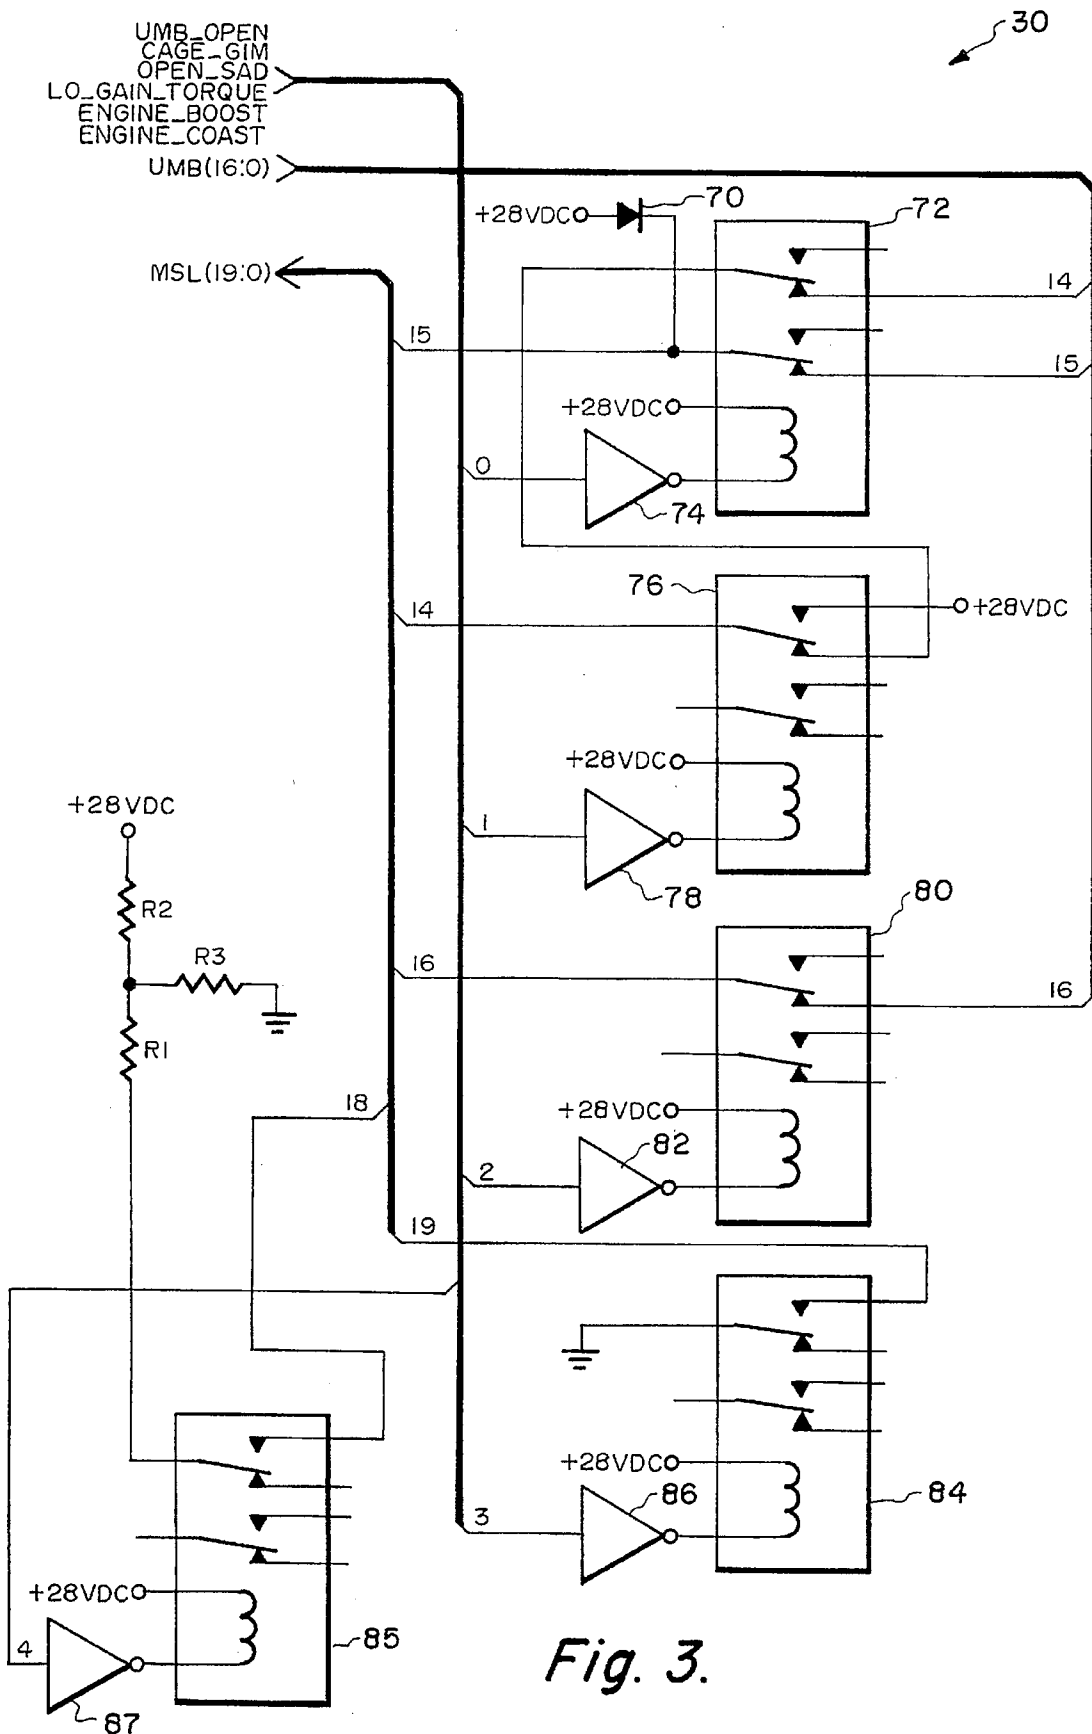 30
UMB_OPEN
CAGE_GIM
OPEN_SAD
LO_GAIN_TORQUE
ENGINE_BOOST
ENGINE_COAST
UMB(16:0)
+28VDC
70
72
MSL(19:0)
14
15
15
+28VDC
0
74
76
14
+28VDC
+28VDC
1
78
+28VDC
R2
R3
R1
80
16
16
+28VDC
82
2
18
19
+28VDC
86
84
3
+28VDC
85
4
87
Fig. 3.